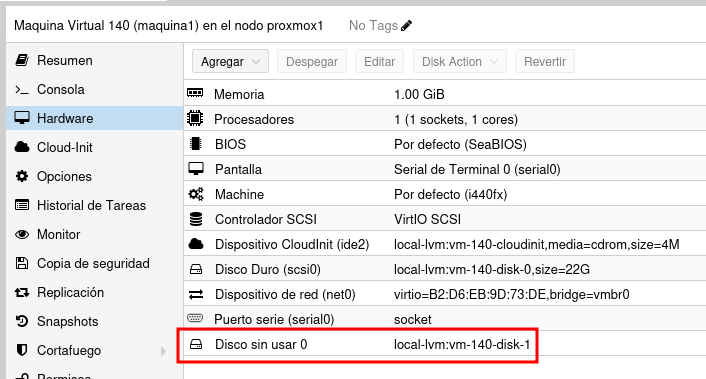 Maquina Virtual 140 (maquina1) en el nodo proxmox1 No Tags
Resumen
Consola
Hardware
Cloud-Init
Opciones
Historial de Tareas
Monitor
Copia de seguridad
Replicación
Snapshots
Cortafuego
Permisos
Agregar Despegar Editar Disk Action Revertir
Memoria 1.00 GiB
Procesadores 1 (1 sockets, 1 cores)
BIOS Por defecto (SeaBIOS)
Pantalla Serial de Terminal 0 (serial0)
Machine Por defecto (i440fx)
Controlador SCSI VirtIO SCSI
Dispositivo CloudInit (ide2) local-lvm:vm-140-cloudinit,media=cdrom,size=4M
Disco Duro (scsi0) local-lvm:vm-140-disk-0,size=22G
Dispositivo de red (net0) virtio=B2:D6:EB:9D:73:DE,bridge=vmbr0
Puerto serie (serial0) socket
Disco sin usar 0 local-lvm:vm-140-disk-1